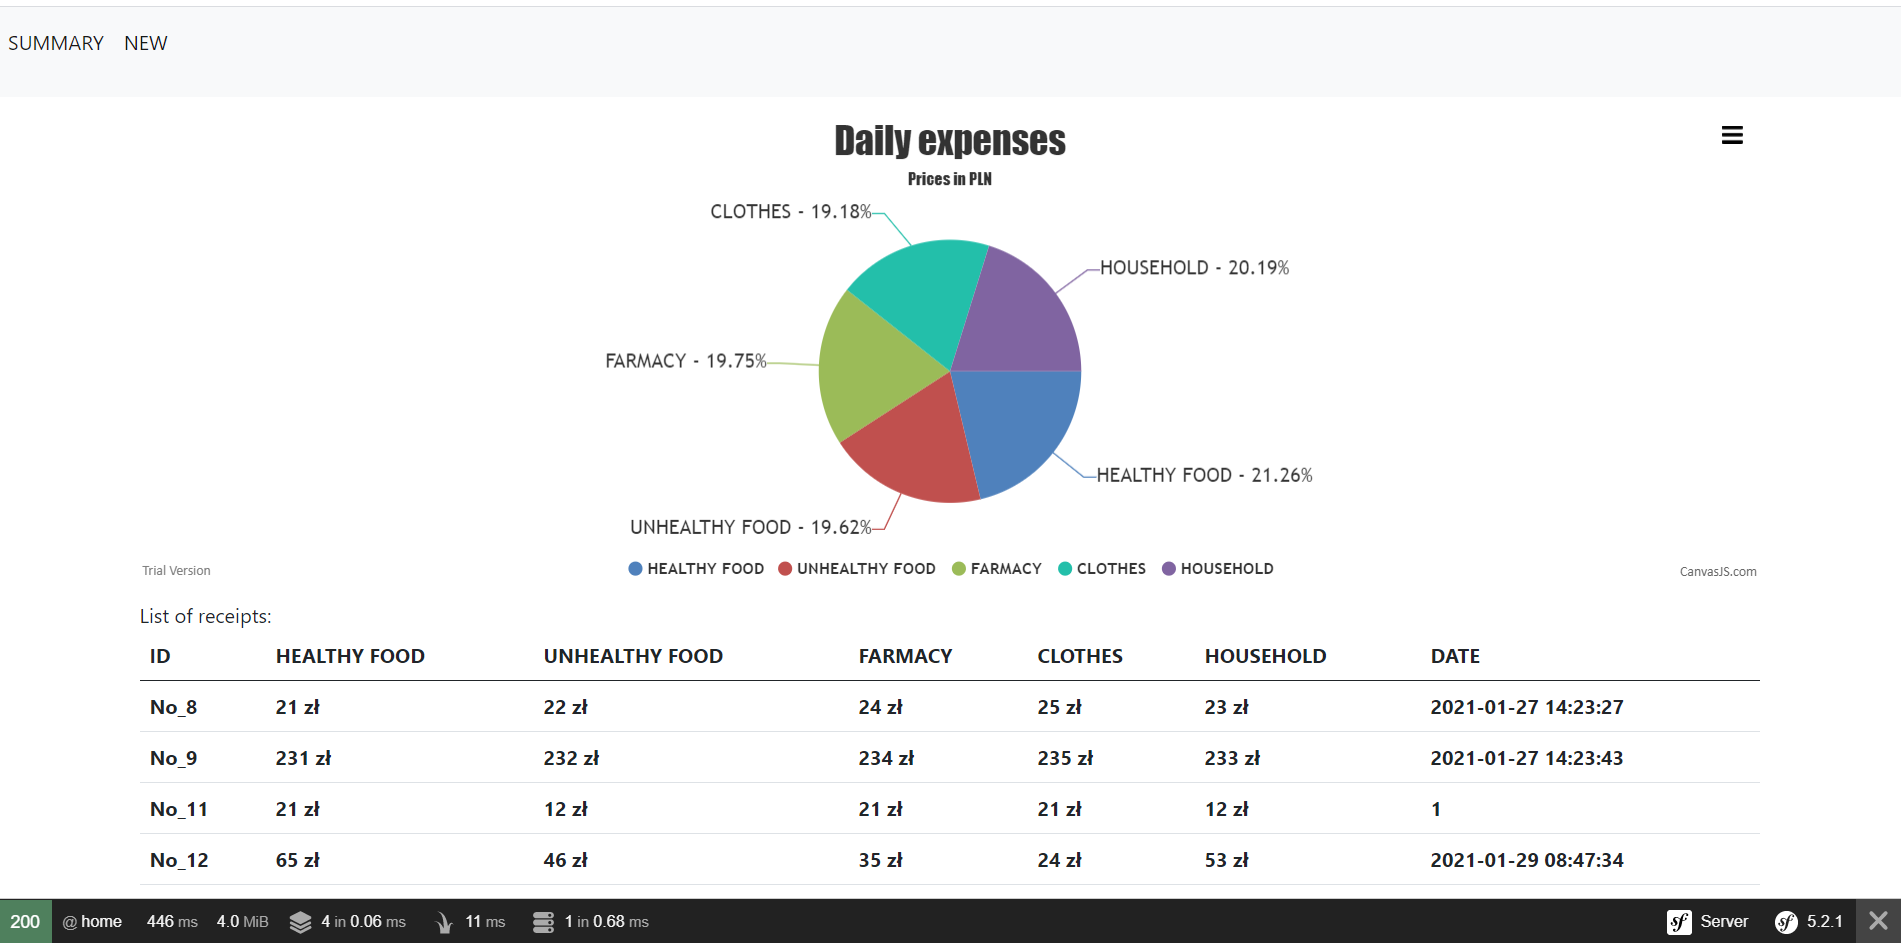 SUMMARY NEW
Daily expenses
Prices in PLN
CLOTHES - 19.18%
HOUSEHOLD - 20.19%
FARMACY - 19.75%
HEALTHY FOOD - 21.26%
UNHEALTHY FOOD - 19.62%
HEALTHY FOOD UNHEALTHY FOOD FARMACY CLOTHES HOUSEHOLD
Trial Version CanvasJS.com
List of receipts:
ID HEALTHY FOOD UNHEALTHY FOOD FARMACY CLOTHES HOUSEHOLD DATE
No_8 21 zł 22 zł 24 zł 25 zł 23 zł 2021-01-27 14:23:27
No_9 231 zł 232 zł 234 zł 235 zł 233 zł 2021-01-27 14:23:43
No_11 21 zł 12 zł 21 zł 21 zł 12 zł 1
No_12 65 zł 46 zł 35 zł 24 zł 53 zł 2021-01-29 08:47:34
200 @ home 446 ms 4.0 MiB 4 in 0.06 ms 11 ms 1 in 0.68 ms sf Server sf 5.2.1